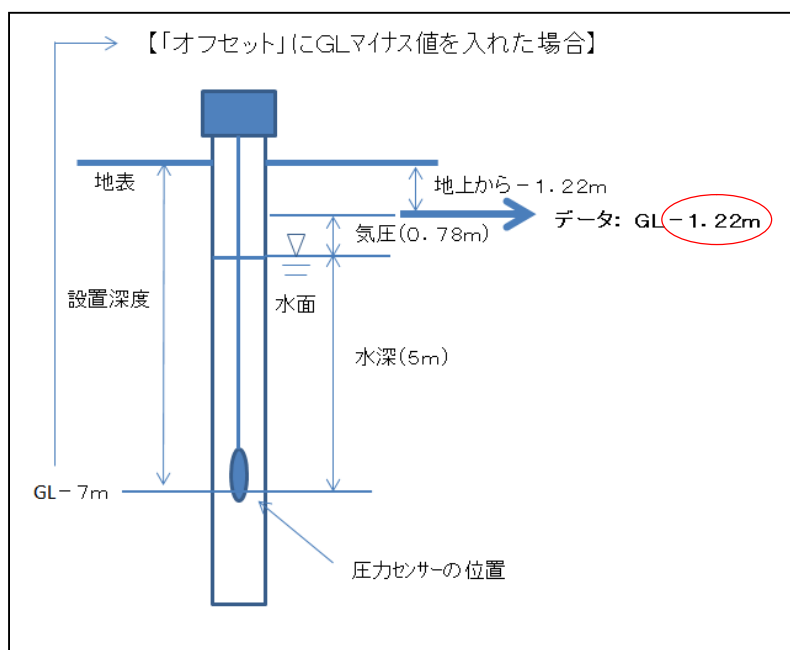 【「オフセット」にGLマイナス値を入れた場合】
地表
地上から－1.22m
データ: GL－1.22m
気圧(0.78m)
設置深度
水面
水深(5m)
GL－7m
圧力センサーの位置